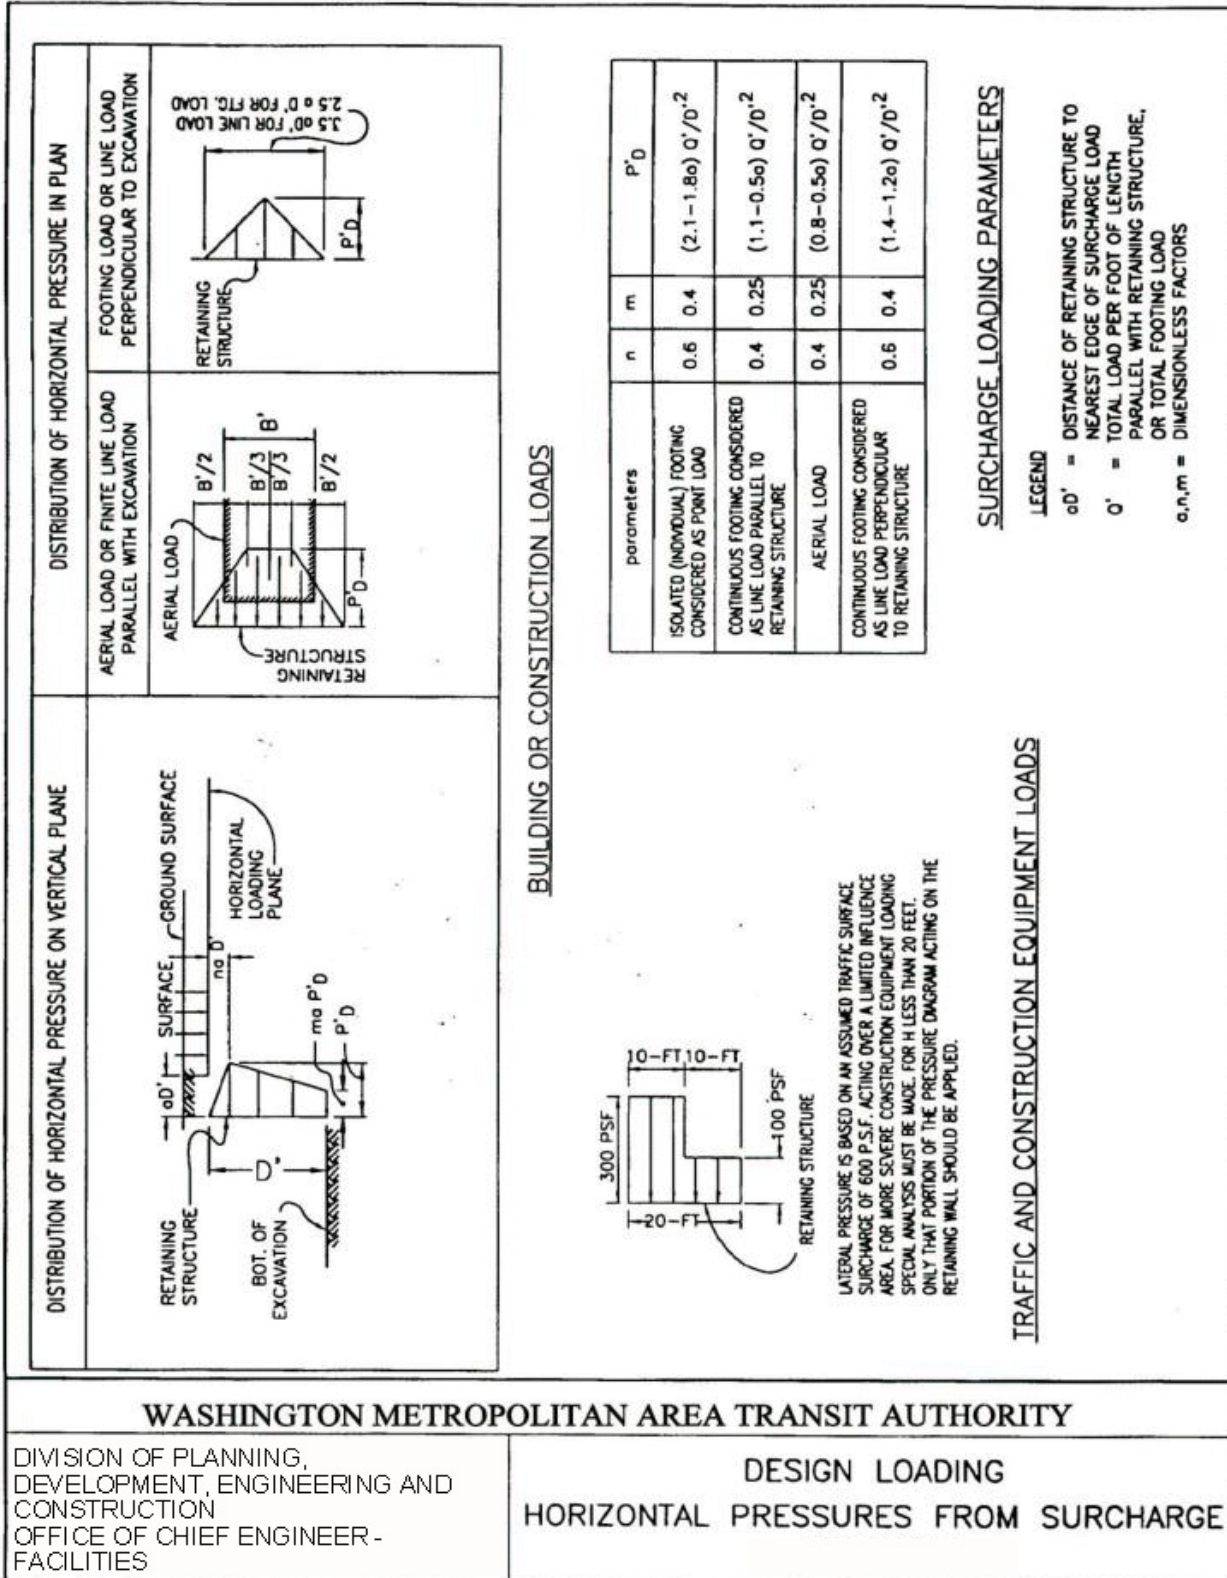 DISTRIBUTION OF HORIZONTAL PRESSURE ON VERTICAL PLANE
DISTRIBUTION OF HORIZONTAL PRESSURE IN PLAN
AERIAL LOAD OR FINITE LINE LOAD
PARALLEL WITH EXCAVATION
FOOTING LOAD OR LINE LOAD
PERPENDICULAR TO EXCAVATION
RETAINING
STRUCTURE
BOT. OF
EXCAVATION
aD'
SURFACE
GROUND SURFACE
na D'
HORIZONTAL
LOADING
PLANE
D'
ma P'D
P'D
AERIAL LOAD
B'/2
B'/3
B'/3
B'/2
B'
P'D
RETAINING
STRUCTURE
RETAINING
STRUCTURE
P'D
3.5 aD' FOR LINE LOAD
2.5 a D' FOR FTG. LOAD
BUILDING OR CONSTRUCTION LOADS
300 PSF
10-FT
10-FT
20-FT
100 PSF
RETAINING STRUCTURE
LATERAL PRESSURE IS BASED ON AN ASSUMED TRAFFIC SURFACE
SURCHARGE OF 600 P.S.F. ACTING OVER A LIMITED INFLUENCE
AREA. FOR MORE SEVERE CONSTRUCTION EQUIPMENT LOADING
SPECIAL ANALYSIS MUST BE MADE. FOR H LESS THAN 20 FEET.
ONLY THAT PORTION OF THE PRESSURE DIAGRAM ACTING ON THE
RETAINING WALL SHOULD BE APPLIED.
TRAFFIC AND CONSTRUCTION EQUIPMENT LOADS
parameters n m P'D
ISOLATED (INDIVIDUAL) FOOTING
CONSIDERED AS POINT LOAD
0.6 0.4 (2.1-1.8a) Q'/D'²
CONTINUOUS FOOTING CONSIDERED
AS LINE LOAD PARALLEL TO
RETAINING STRUCTURE
0.4 0.25 (1.1-0.5a) Q'/D'²
AERIAL LOAD 0.4 0.25 (0.8-0.5a) Q'/D'²
CONTINUOUS FOOTING CONSIDERED
AS LINE LOAD PERPENDICULAR
TO RETAINING STRUCTURE
0.6 0.4 (1.4-1.2a) Q'/D'²
SURCHARGE LOADING PARAMETERS
LEGEND
aD' = DISTANCE OF RETAINING STRUCTURE TO
NEAREST EDGE OF SURCHARGE LOAD
Q' = TOTAL LOAD PER FOOT OF LENGTH
PARALLEL WITH RETAINING STRUCTURE,
OR TOTAL FOOTING LOAD
a,n,m = DIMENSIONLESS FACTORS
WASHINGTON METROPOLITAN AREA TRANSIT AUTHORITY
DIVISION OF PLANNING,
DEVELOPMENT, ENGINEERING AND
CONSTRUCTION
OFFICE OF CHIEF ENGINEER -
FACILITIES
DESIGN LOADING
HORIZONTAL PRESSURES FROM SURCHARGE